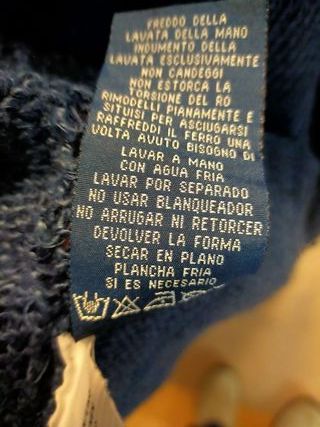 FREDDO DELLA
LAVATA DELLA MANO
INDUMENTO DELLA
LAVATA ESCLUSIVAMENTE
NON CANDEGGI
NON ESTORCA LA
TORSIONE DEL RO
RIMODELLI PIANAMENTE E
SITUISI PER ASCIUGARSI
RAFFREDDI IL FERRO UNA
VOLTA AVUTO BISOGNO DI
LAVAR A MANO
CON AGUA FRIA
LAVAR POR SEPARADO
NO USAR BLANQUEADOR
NO ARRUGAR NI RETORCER
DEVOLVER LA FORMA
SECAR EN PLANO
PLANCHA FRIA
SI ES NECESARIO